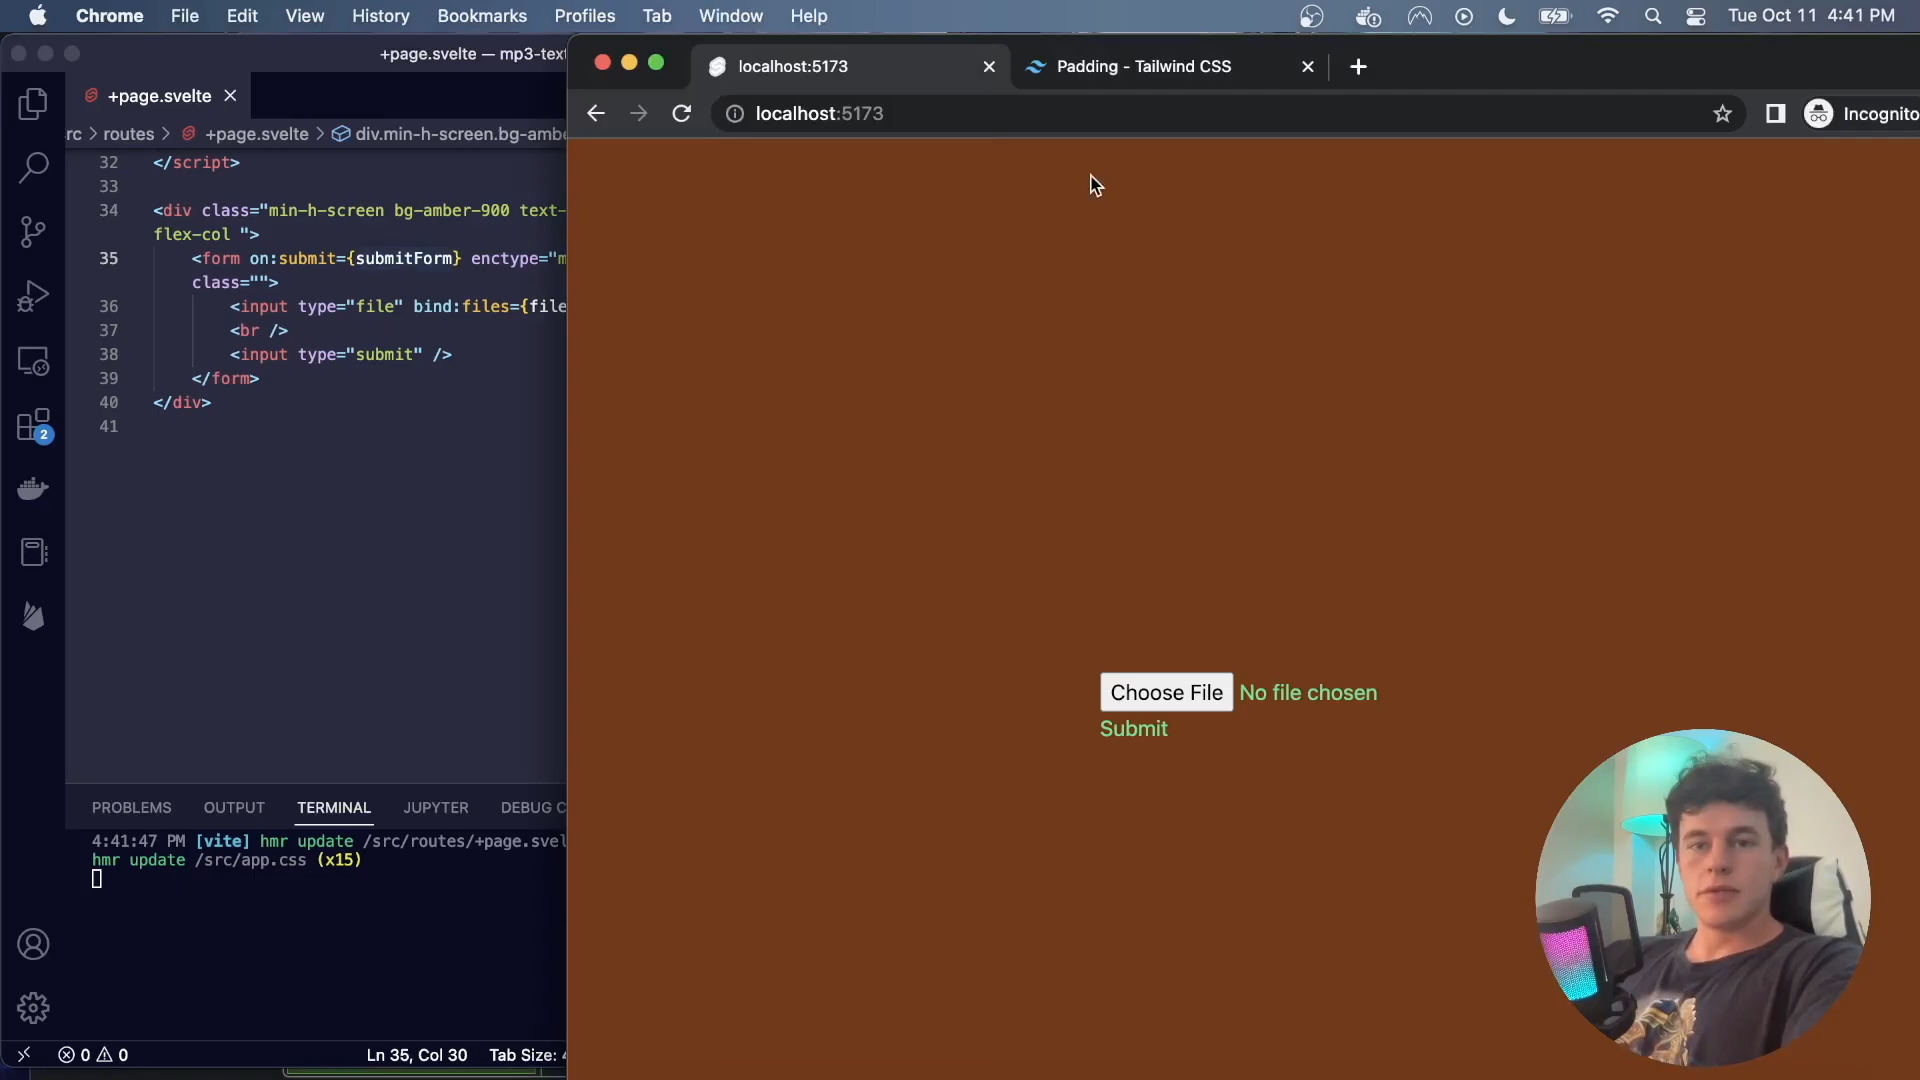 Chrome File Edit View History Bookmarks Profiles Tab Window Help Tue Oct 11 4:41 PM
+page.svelte — mp3-tex
localhost:5173
Padding - Tailwind CSS
+page.svelte
localhost:5173
Incognito
rc > routes > +page.svelte > div.min-h-screen.bg-ambe
32 </script>
33
34 <div class="min-h-screen bg-amber-900 text-
flex-col ">
35 <form on:submit={submitForm} enctype="m
class="">
36 <input type="file" bind:files={file
37 <br />
38 <input type="submit" />
39 </form>
40 </div>
41
2
Choose File No file chosen
Submit
PROBLEMS OUTPUT TERMINAL JUPYTER DEBUG C
4:41:47 PM [vite] hmr update /src/routes/+page.svel
hmr update /src/app.css (x15)
0 0 Ln 35, Col 30 Tab Size: 4